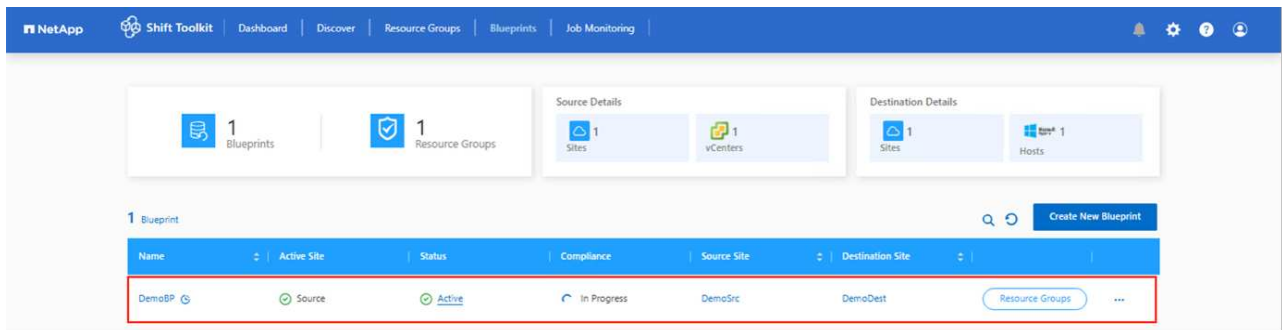 NetApp Shift Toolkit Dashboard Discover Resource Groups Blueprints Job Monitoring
Source Details
Destination Details
1
Blueprints
1
Resource Groups
1
Sites
1
vCenters
1
Sites
1
Hosts
1 Blueprint
Create New Blueprint
Name Active Site Status Compliance Source Site Destination Site
DemoBP Source Active In Progress DemoSrc DemoDest Resource Groups ...